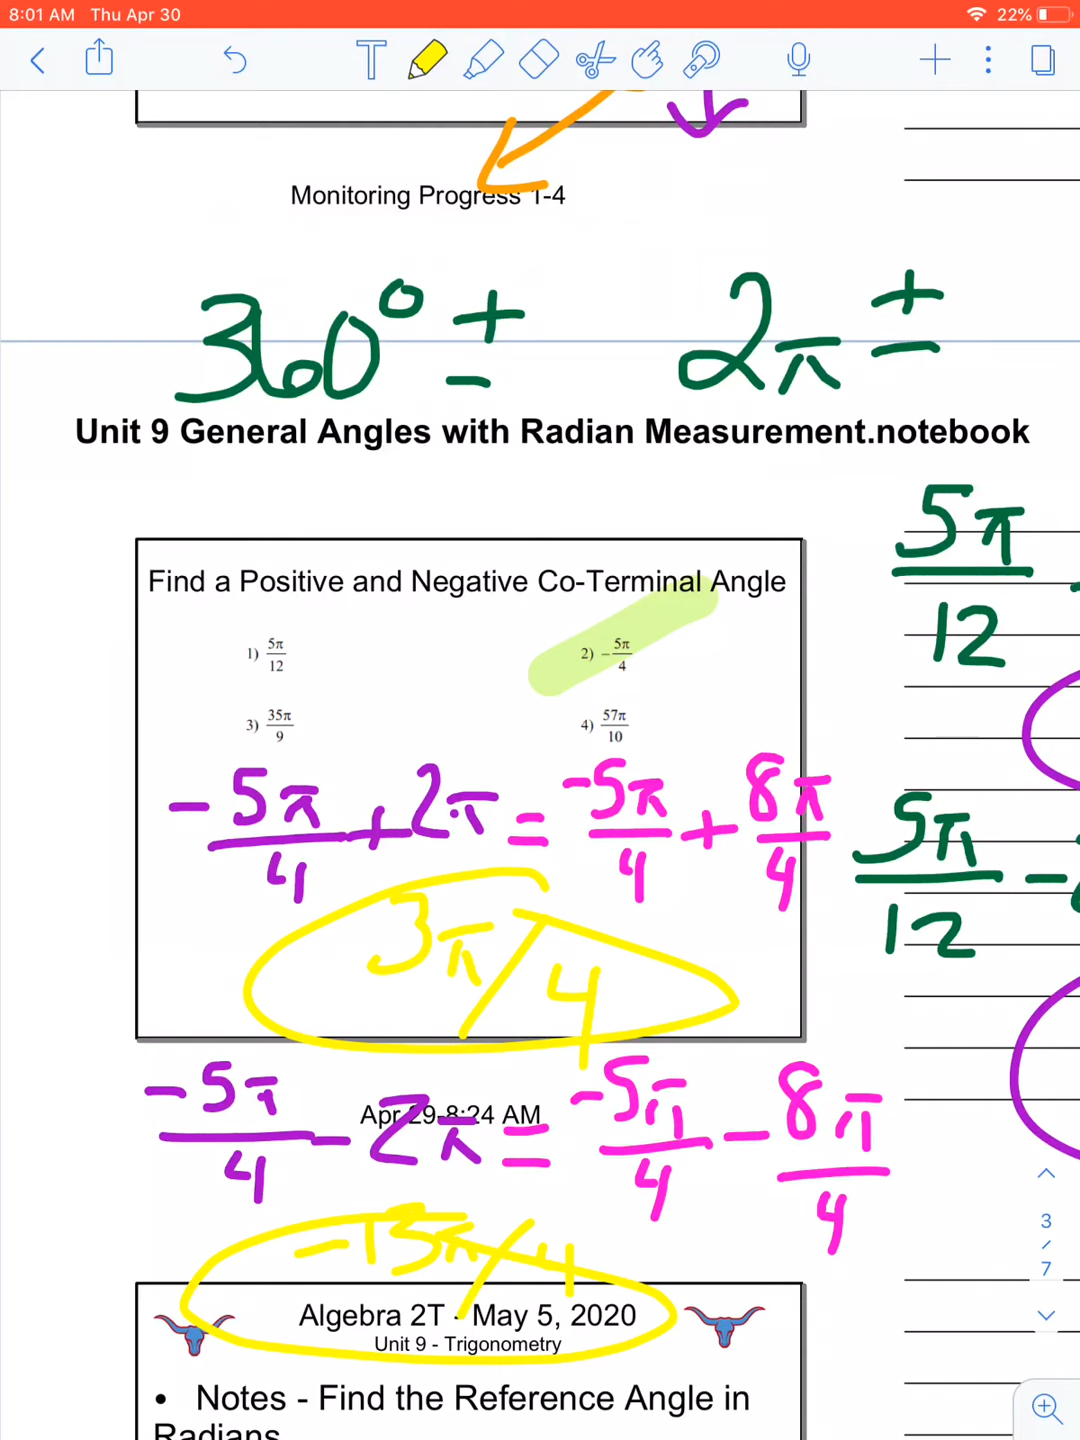 8:01 AM Thu Apr 30 22%
Monitoring Progress 1-4
360° ± 2π ±
Unit 9 General Angles with Radian Measurement.notebook
Find a Positive and Negative Co-Terminal Angle
1) 5π/12 2) -5π/4
3) 35π/9 4) 57π/10
-5π/4 + 2π = -5π/4 + 8π/4
3π/4
-5π/4 - 2π = -5π/4 - 8π/4
Apr 29-8:24 AM
-13π/4
5π/12
5π/12 -
Algebra 2T - May 5, 2020
Unit 9 - Trigonometry
• Notes - Find the Reference Angle in
Radians
3/7